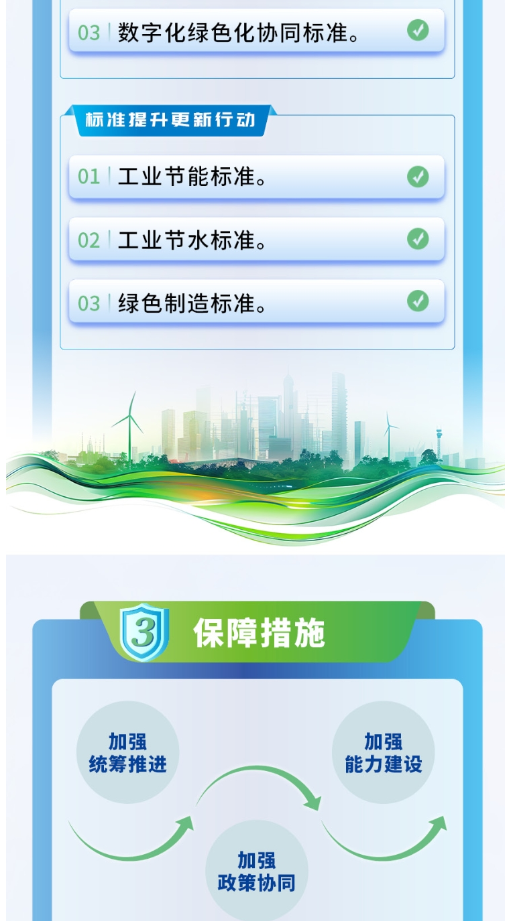 03 数字化绿色化协同标准。
标准提升更新行动
01 工业节能标准。
02 工业节水标准。
03 绿色制造标准。
3 保障措施
加强
统筹推进
加强
能力建设
加强
政策协同